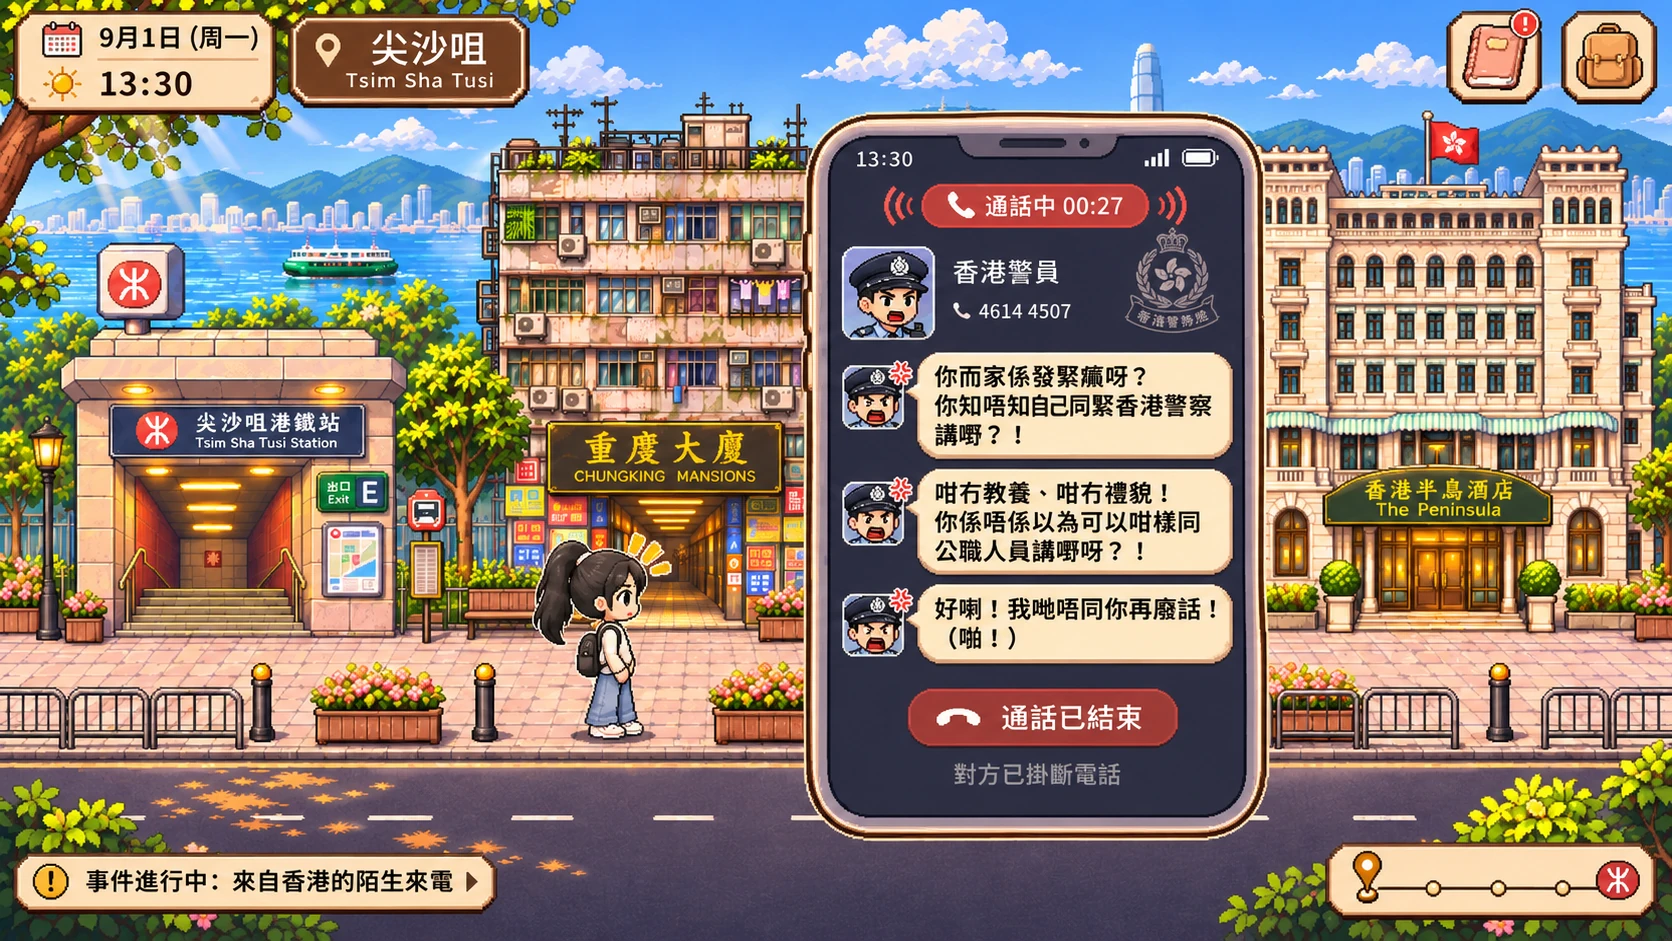 9月1日 (周一)
13:30
尖沙咀
Tsim Sha Tusi
13:30
通話中 00:27
香港警員
4614 4507
你而家係發緊癲呀？
你知唔知自己同緊香港警察
講嘢？！
咁冇教養、咁冇禮貌！
你係唔係以為可以咁樣同
公職人員講嘢呀？！
好喇！我哋唔同你再廢話！
（啪！）
通話已結束
對方已掛斷電話
尖沙咀港鐵站
Tsim Sha Tusi Station
出口
Exit E
重慶大廈
CHUNGKING MANSIONS
香港半島酒店
The Peninsula
事件進行中：來自香港的陌生來電